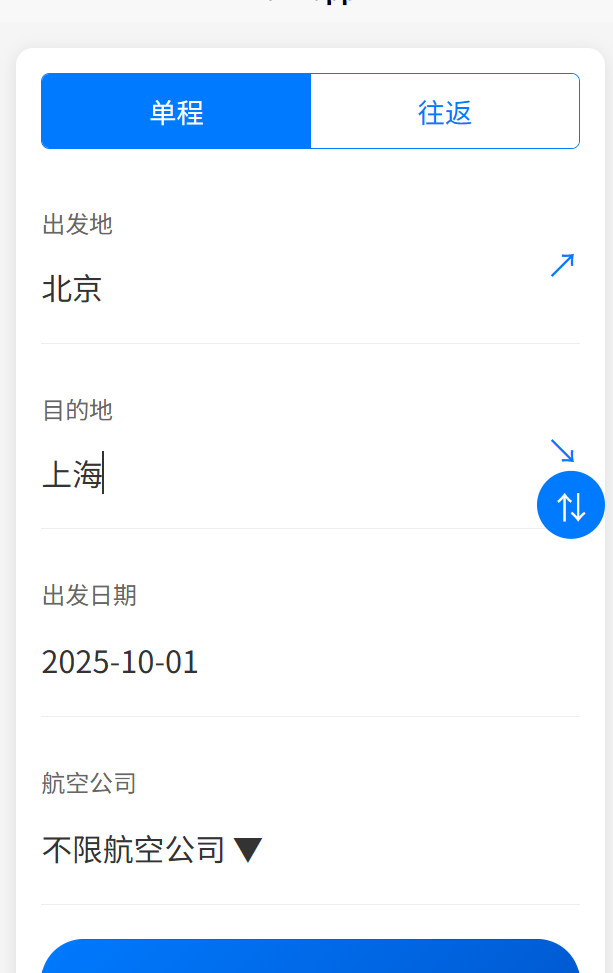 单程
往返
出发地
北京
目的地
上海
出发日期
2025-10-01
航空公司
不限航空公司 ▼